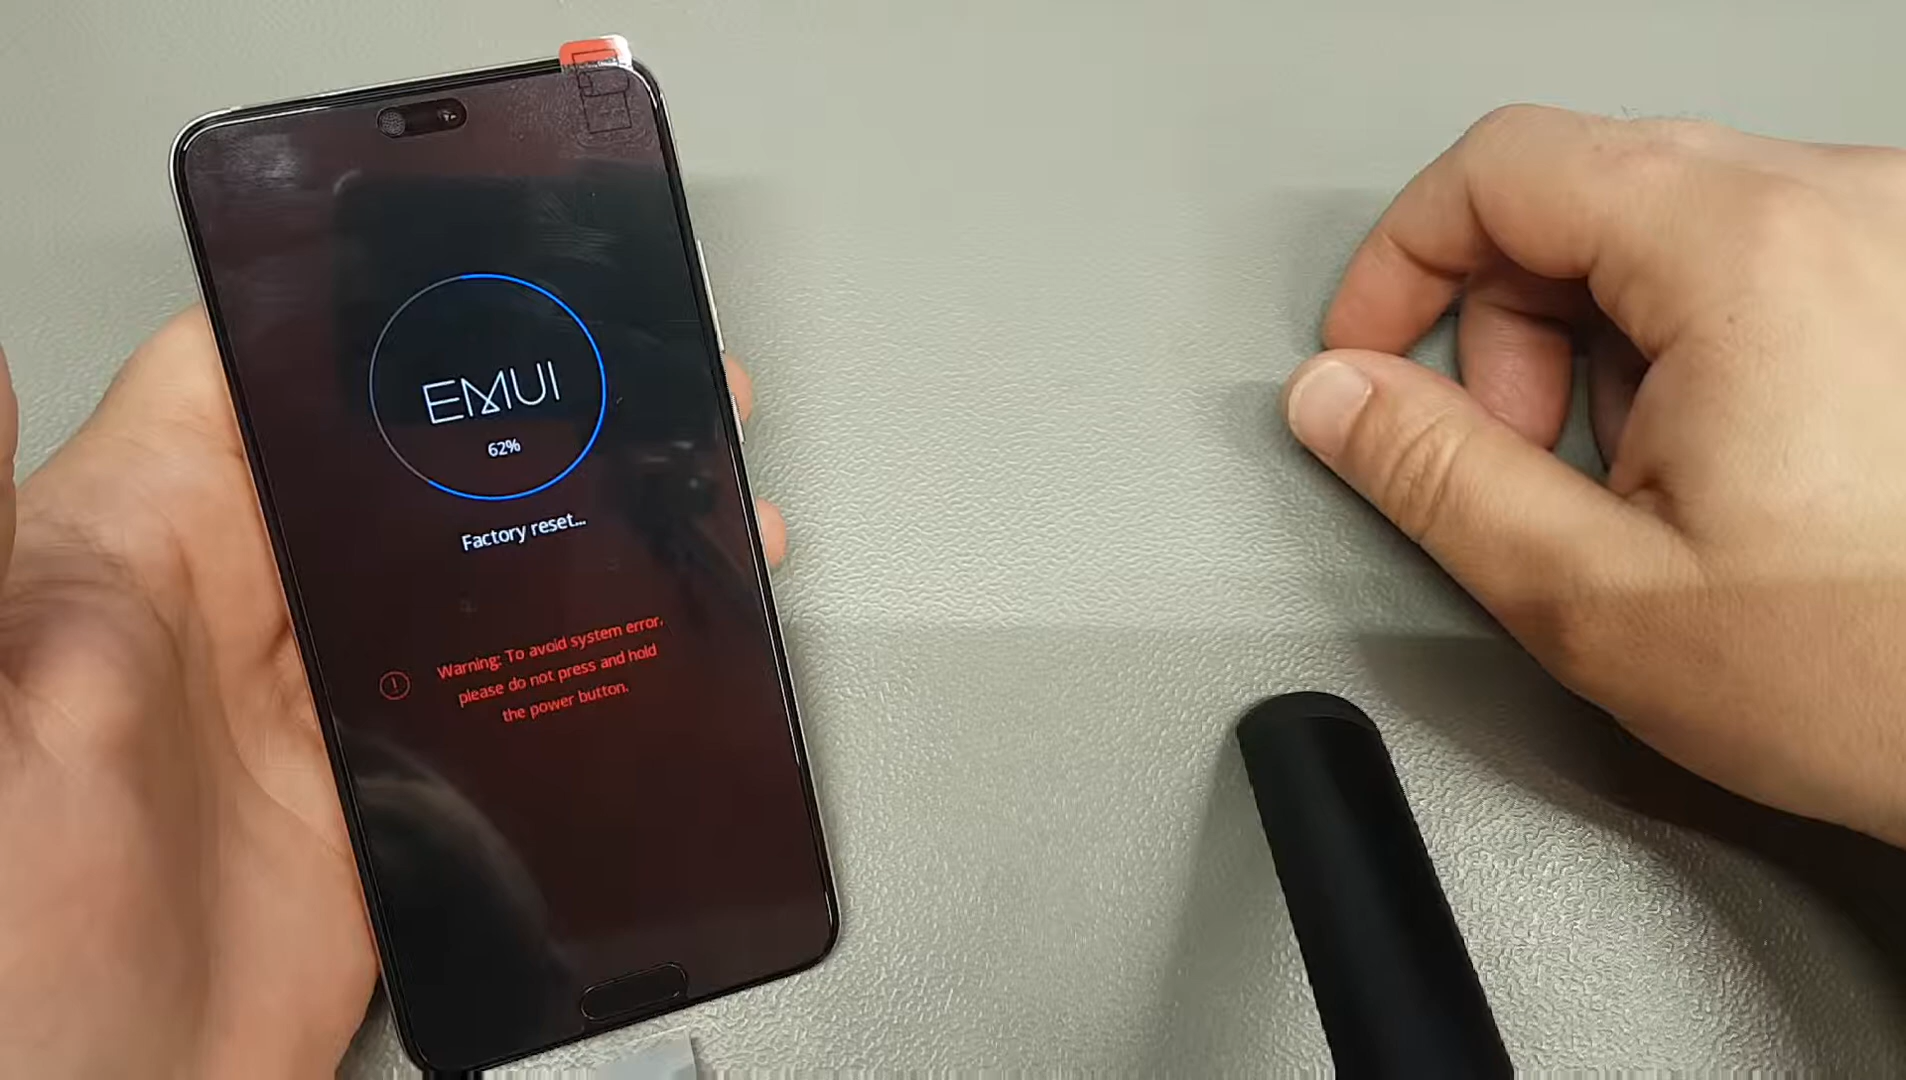 EMUI
62%
Factory reset...
Warning: To avoid system error,
please do not press and hold
the power button.